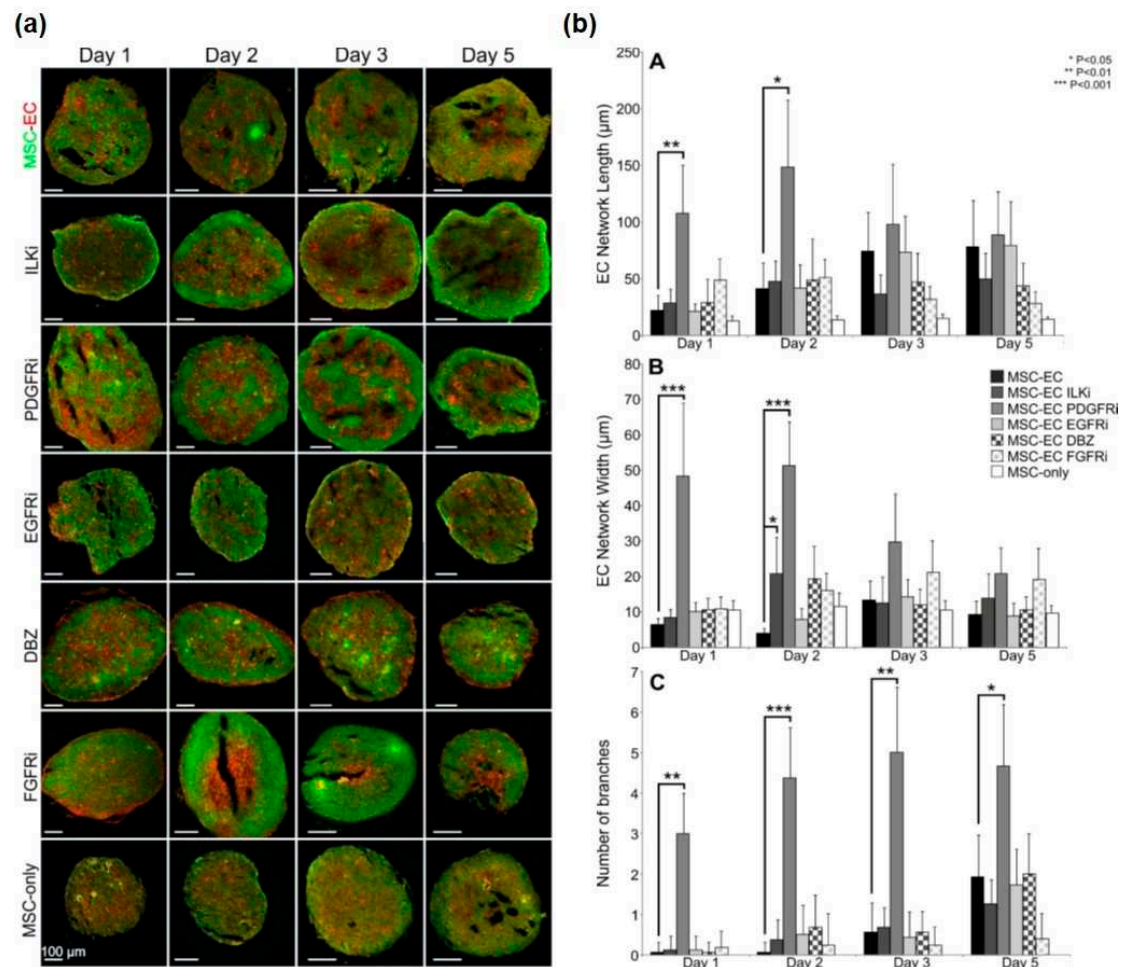 (a)
Day 1 Day 2 Day 3 Day 5
MSC-EC
ILKi
PDGFRi
EGFRi
DBZ
FGFRi
MSC-only
100 µm
(b)
A
* P<0.05
** P<0.01
*** P<0.001
EC Network Length (µm)
250
200
150
100
50
0
**
*
Day 1 Day 2 Day 3 Day 5
B
EC Network Width (µm)
80
70
60
50
40
30
20
10
0
***
***
*
MSC-EC
MSC-EC ILKi
MSC-EC PDGFRi
MSC-EC EGFRi
MSC-EC DBZ
MSC-EC FGFRi
MSC-only
Day 1 Day 2 Day 3 Day 5
C
Number of branches
7
6
5
4
3
2
1
0
**
***
**
*
Day 1 Day 2 Day 3 Day 5